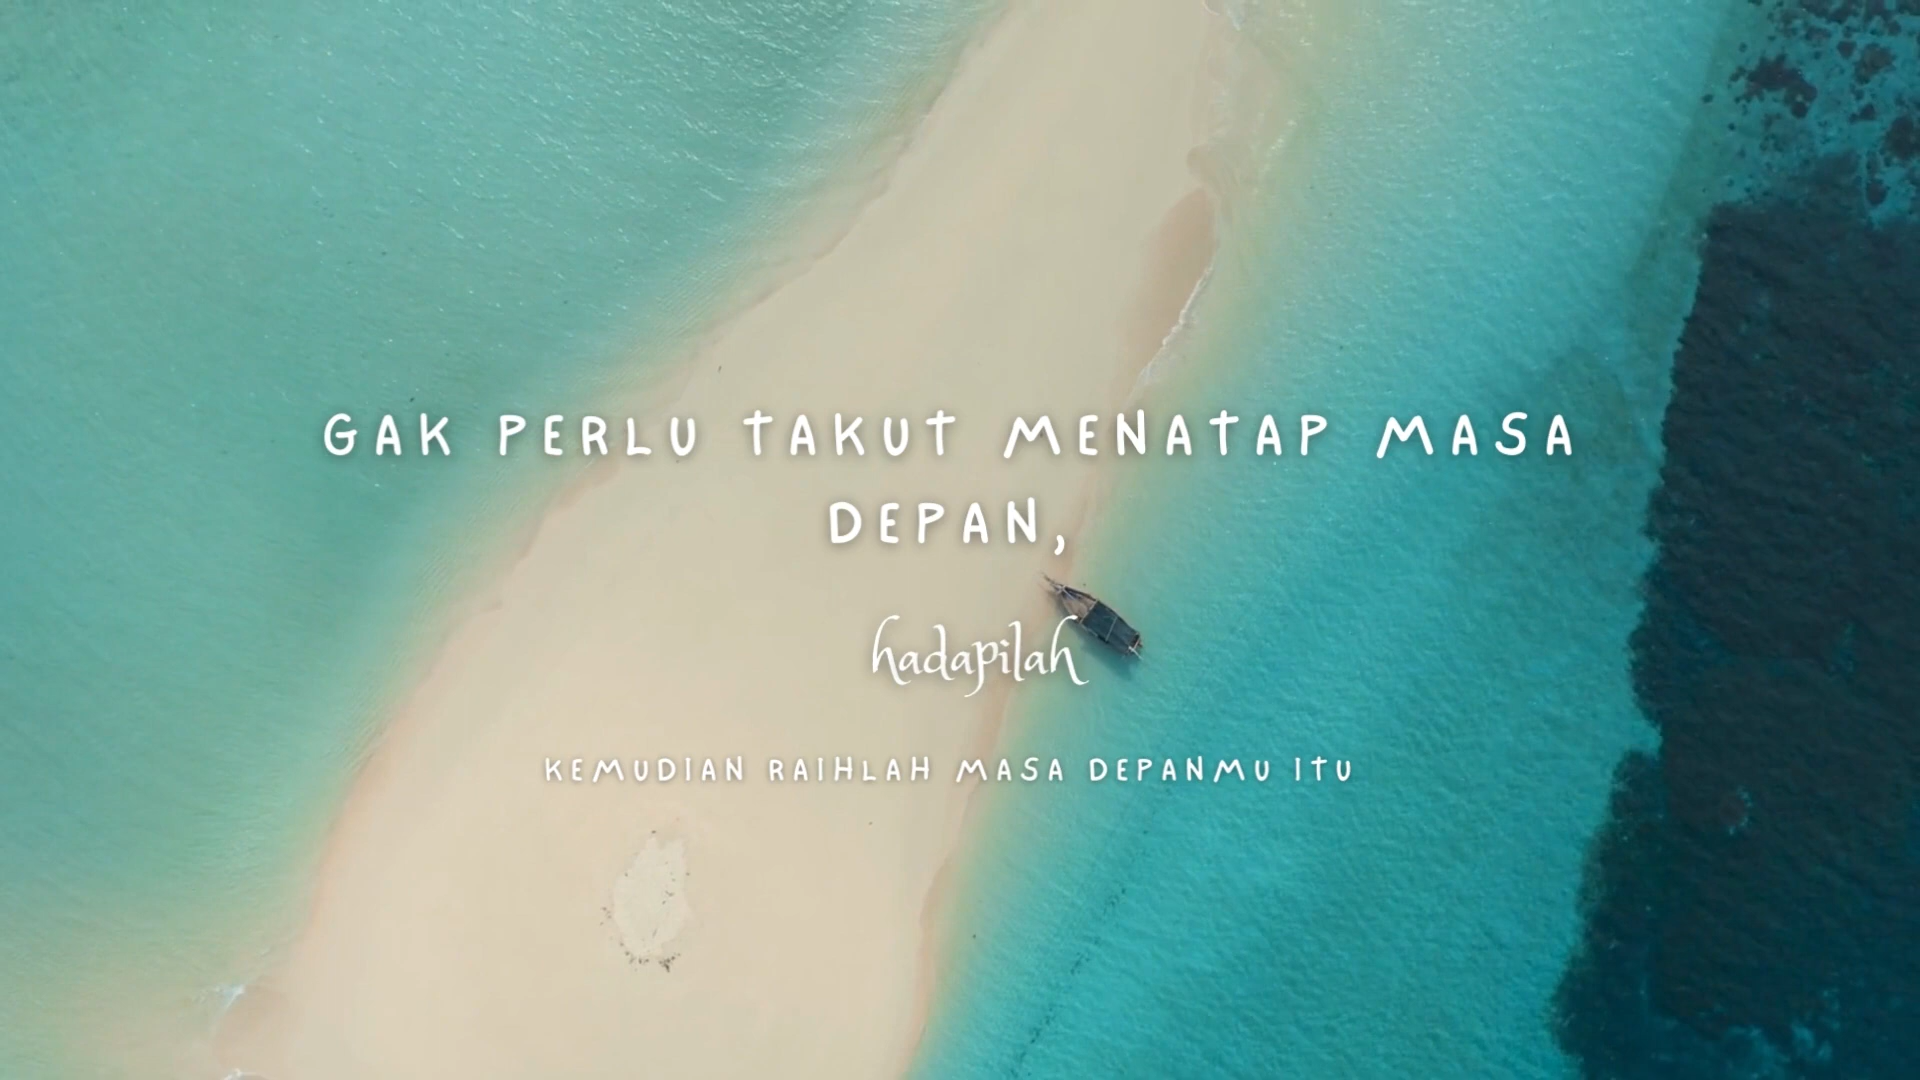 GAK PERLU TAKUT MENATAP MASA
DEPAN,
hadapilah
KEMUDIAN RAIHLAH MASA DEPANMU ITU